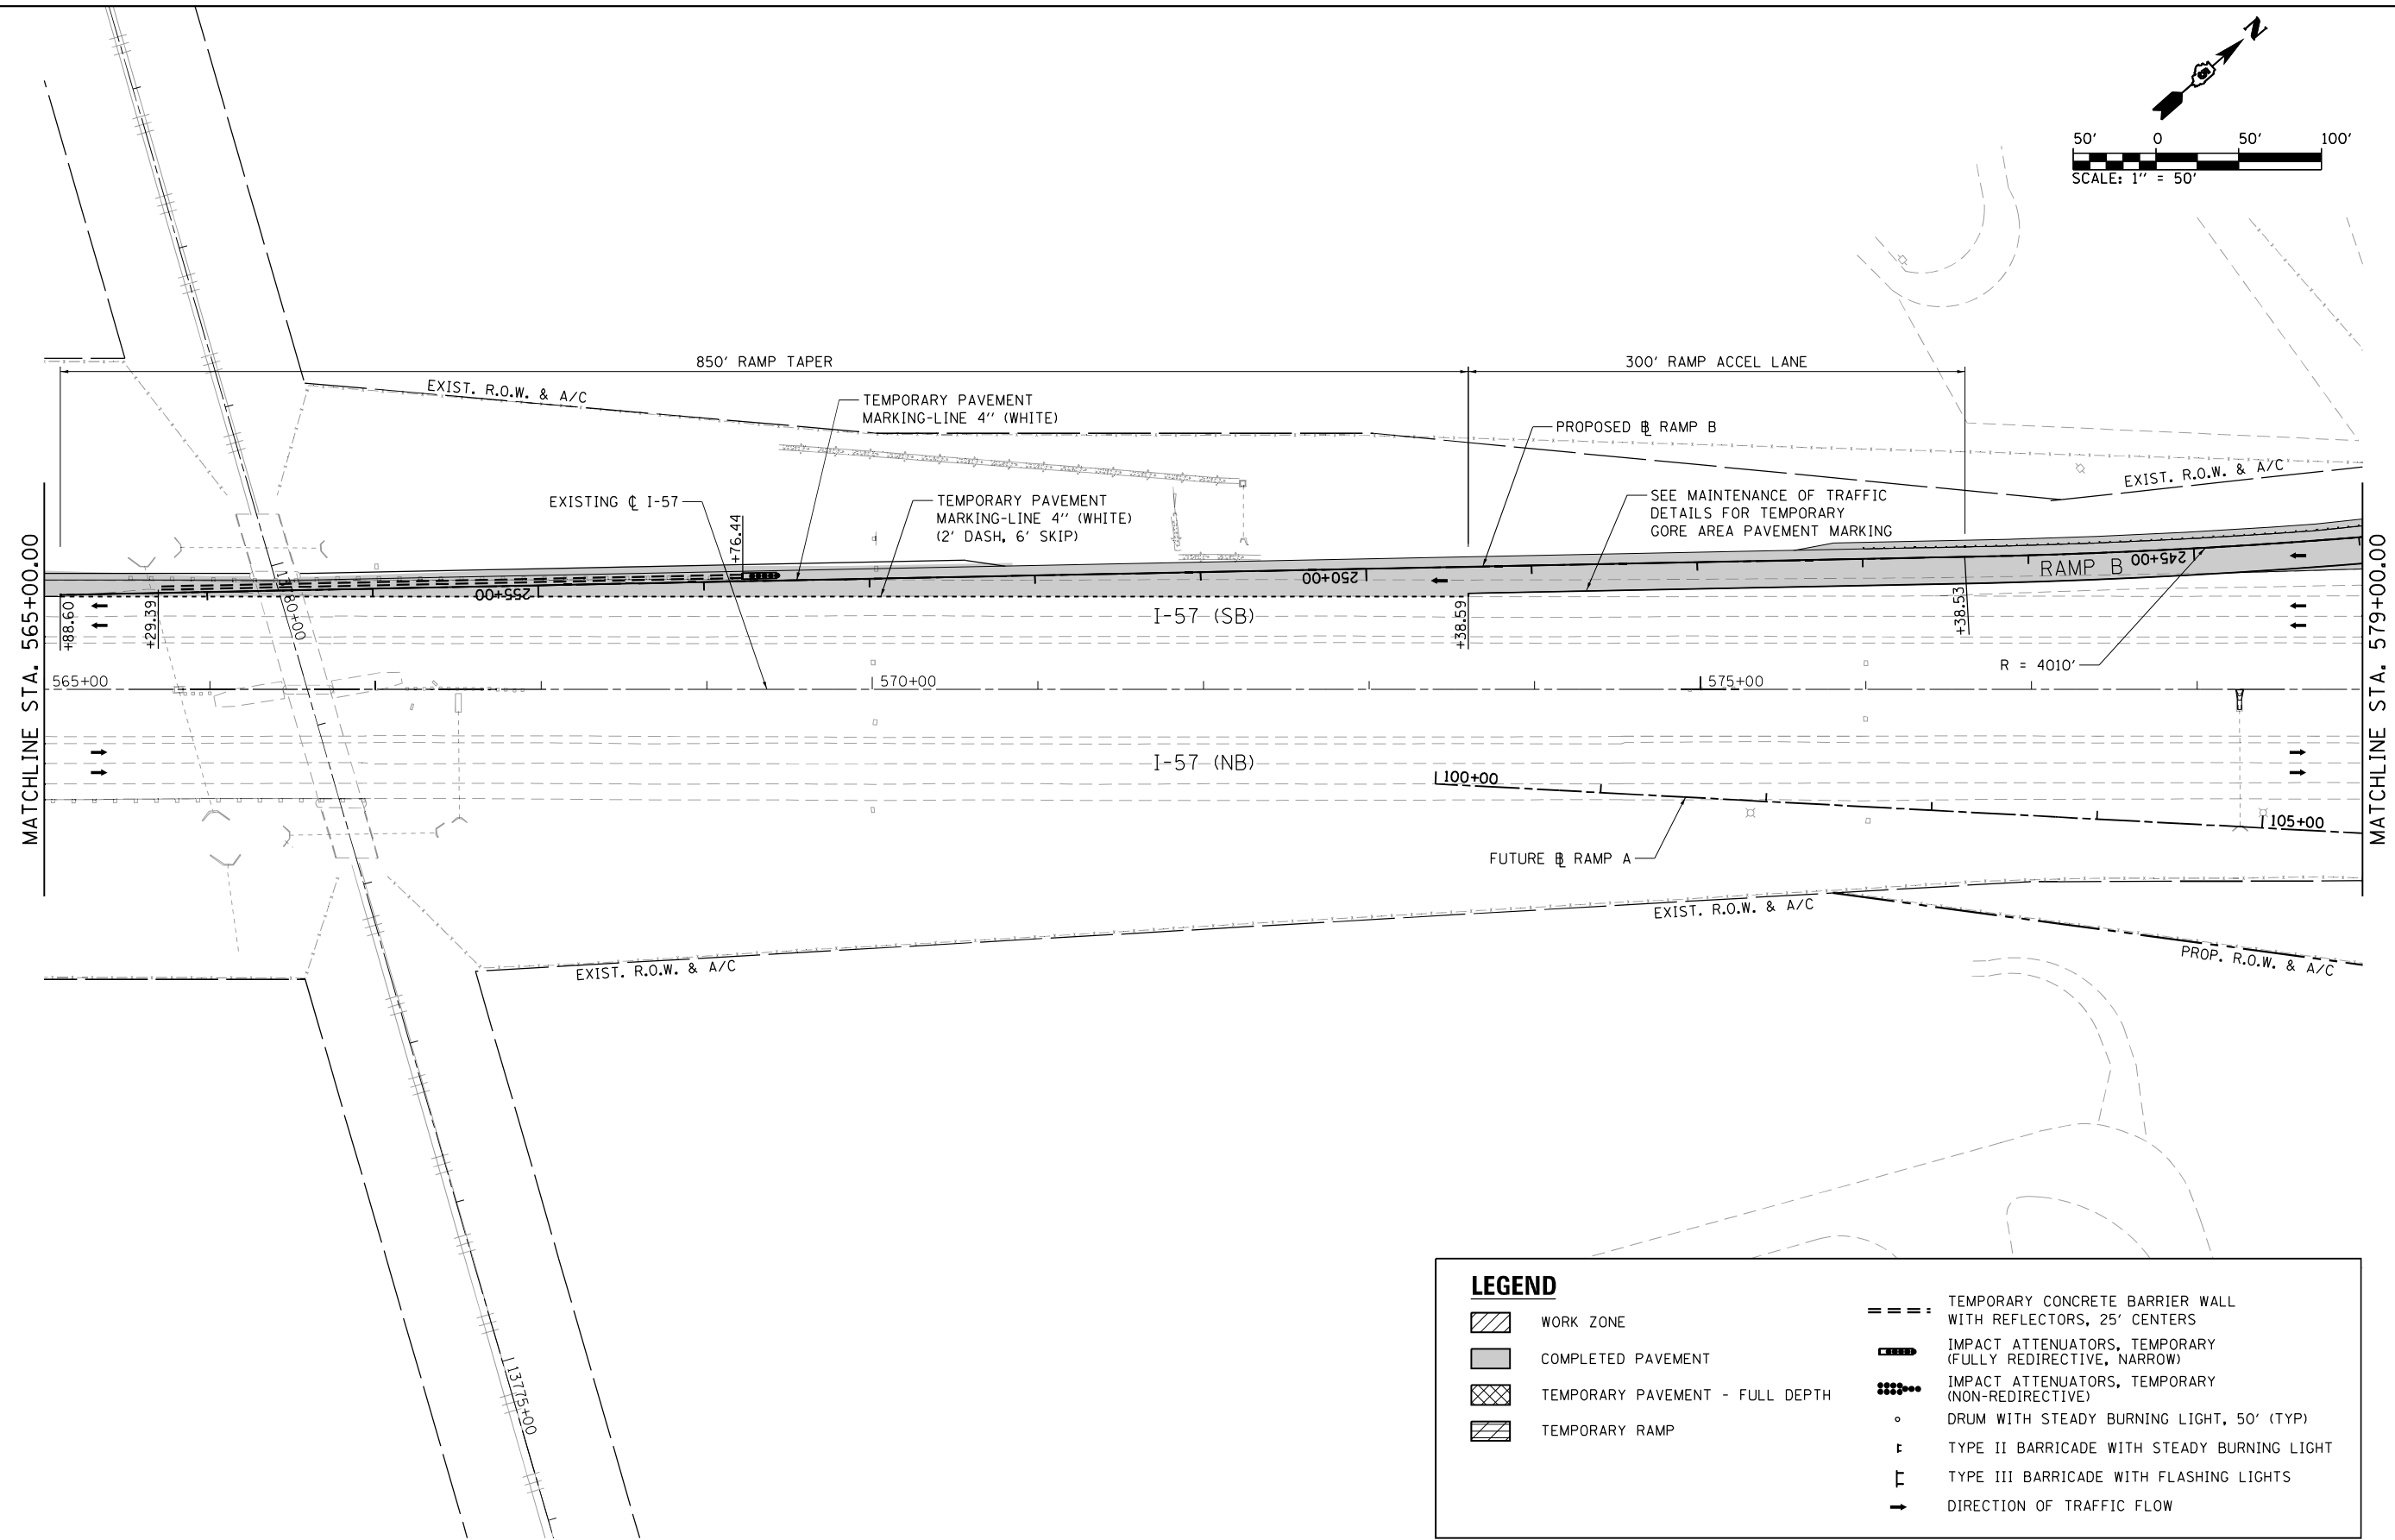 N
50' 0 50' 100'
SCALE: 1" = 50'
850' RAMP TAPER
300' RAMP ACCEL LANE
EXIST. R.O.W. & A/C
TEMPORARY PAVEMENT
MARKING-LINE 4" (WHITE)
PROPOSED ℄ RAMP B
EXIST. R.O.W. & A/C
EXISTING ℄ I-57
TEMPORARY PAVEMENT
MARKING-LINE 4" (WHITE)
(2' DASH, 6' SKIP)
SEE MAINTENANCE OF TRAFFIC
DETAILS FOR TEMPORARY
GORE AREA PAVEMENT MARKING
+76.44
MATCHLINE STA. 565+00.00
MATCHLINE STA. 579+00.00
+88.60
+29.39
13780+00
255+00
250+00
245+00
RAMP B
+38.59
+38.53
I-57 (SB)
R = 4010'
565+00
570+00
575+00
I-57 (NB)
100+00
105+00
FUTURE ℄ RAMP A
EXIST. R.O.W. & A/C
EXIST. R.O.W. & A/C
PROP. R.O.W. & A/C
13775+00
LEGEND
WORK ZONE
COMPLETED PAVEMENT
TEMPORARY PAVEMENT - FULL DEPTH
TEMPORARY RAMP
TEMPORARY CONCRETE BARRIER WALL
WITH REFLECTORS, 25' CENTERS
IMPACT ATTENUATORS, TEMPORARY
(FULLY REDIRECTIVE, NARROW)
IMPACT ATTENUATORS, TEMPORARY
(NON-REDIRECTIVE)
DRUM WITH STEADY BURNING LIGHT, 50' (TYP)
TYPE II BARRICADE WITH STEADY BURNING LIGHT
TYPE III BARRICADE WITH FLASHING LIGHTS
DIRECTION OF TRAFFIC FLOW